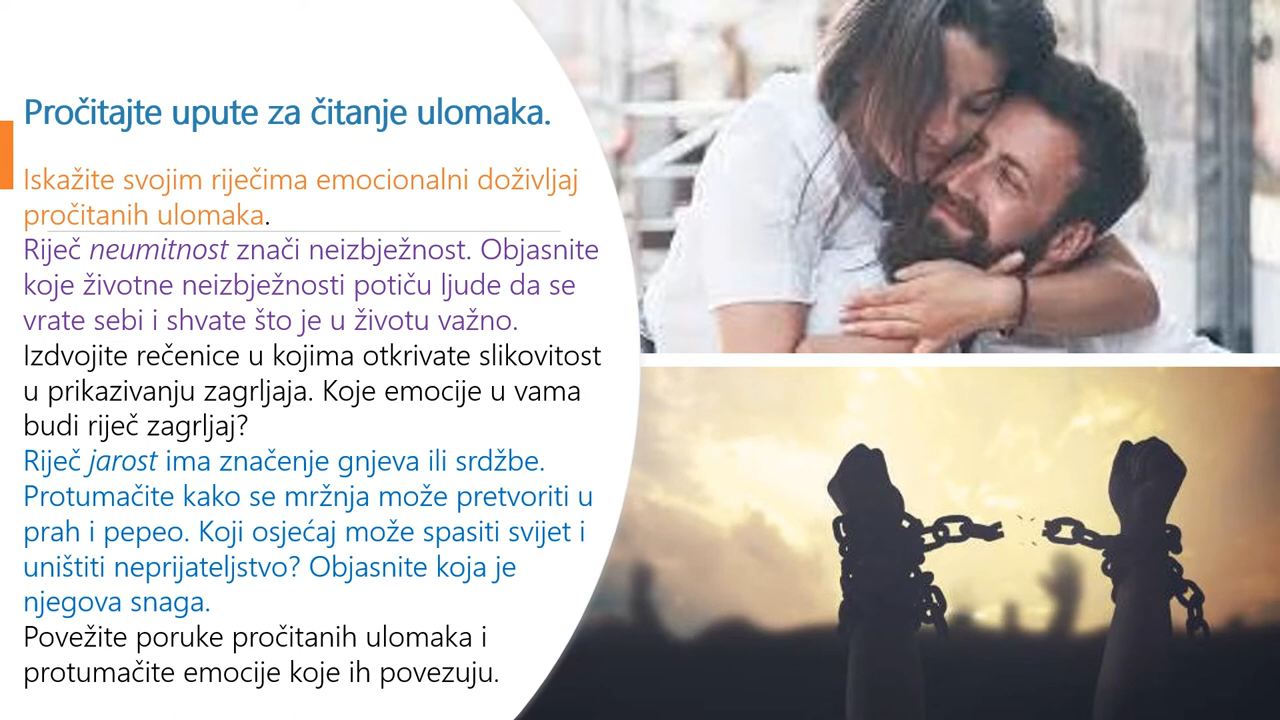 Pročitajte upute za čitanje ulomaka.
Iskažite svojim riječima emocionalni doživljaj
pročitanih ulomaka.
Riječ neumitnost znači neizbježnost. Objasnite
koje životne neizbježnosti potiču ljude da se
vrate sebi i shvate što je u životu važno.
Izdvojite rečenice u kojima otkrivate slikovitost
u prikazivanju zagrljaja. Koje emocije u vama
budi riječ zagrljaj?
Riječ jarost ima značenje gnjeva ili srdžbe.
Protumačite kako se mržnja može pretvoriti u
prah i pepeo. Koji osjećaj može spasiti svijet i
uništiti neprijateljstvo? Objasnite koja je
njegova snaga.
Povežite poruke pročitanih ulomaka i
protumačite emocije koje ih povezuju.